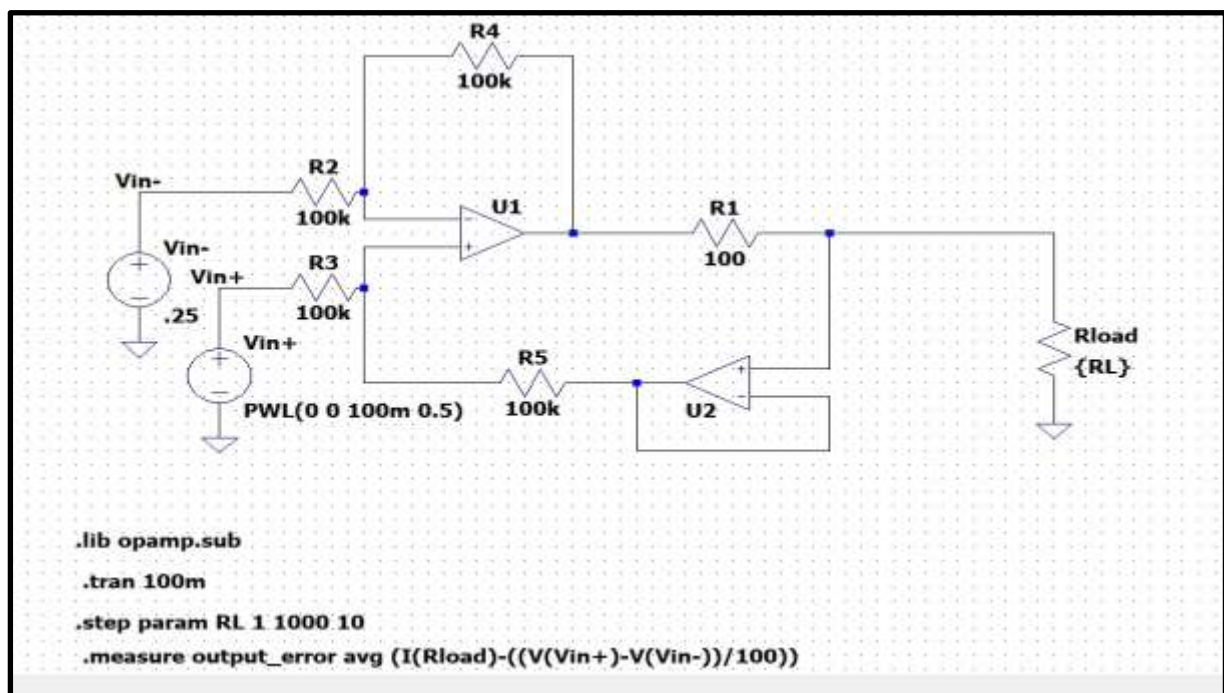 R4
100k
R2
Vin-
100k
U1
R1
100
Vin-
Vin+
R3
.25
100k
Vin+
Rload
{RL}
R5
100k
U2
PWL(0 0 100m 0.5)
.lib opamp.sub
.tran 100m
.step param RL 1 1000 10
.measure output_error avg (I(Rload)-((V(Vin+)-V(Vin-))/100))